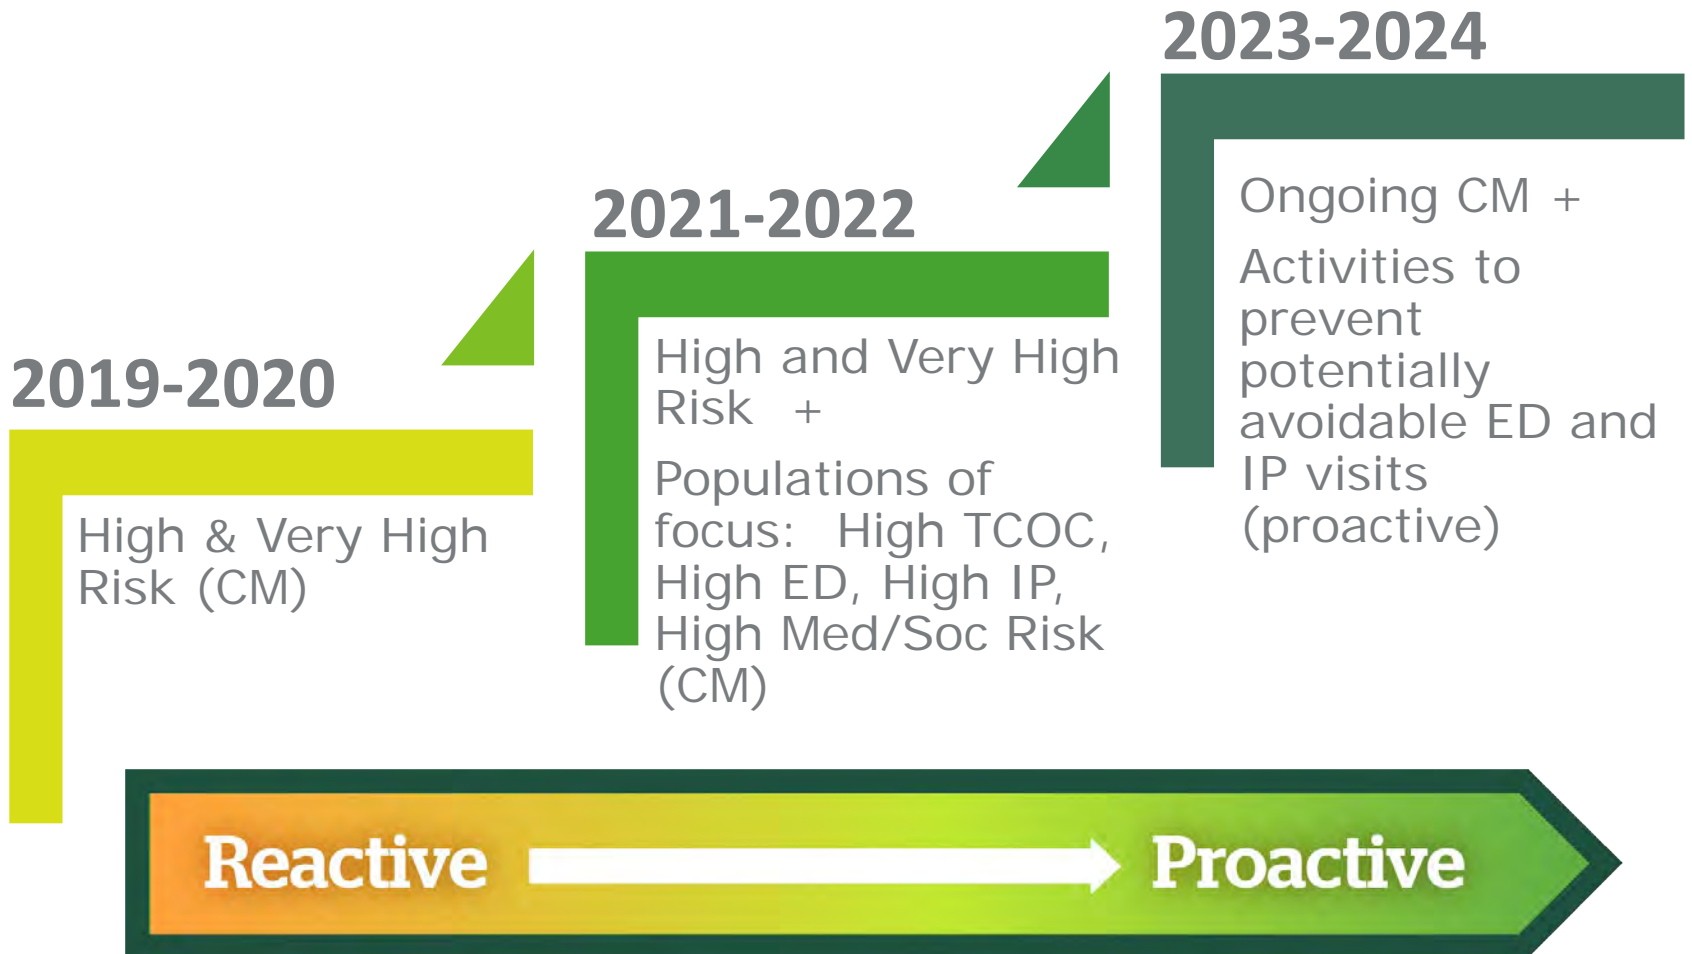 2019-2020
High & Very High
Risk (CM)
2021-2022
High and Very High
Risk +
Populations of
focus: High TCOC,
High ED, High IP,
High Med/Soc Risk
(CM)
2023-2024
Ongoing CM +
Activities to
prevent
potentially
avoidable ED and
IP visits
(proactive)
Reactive
Proactive